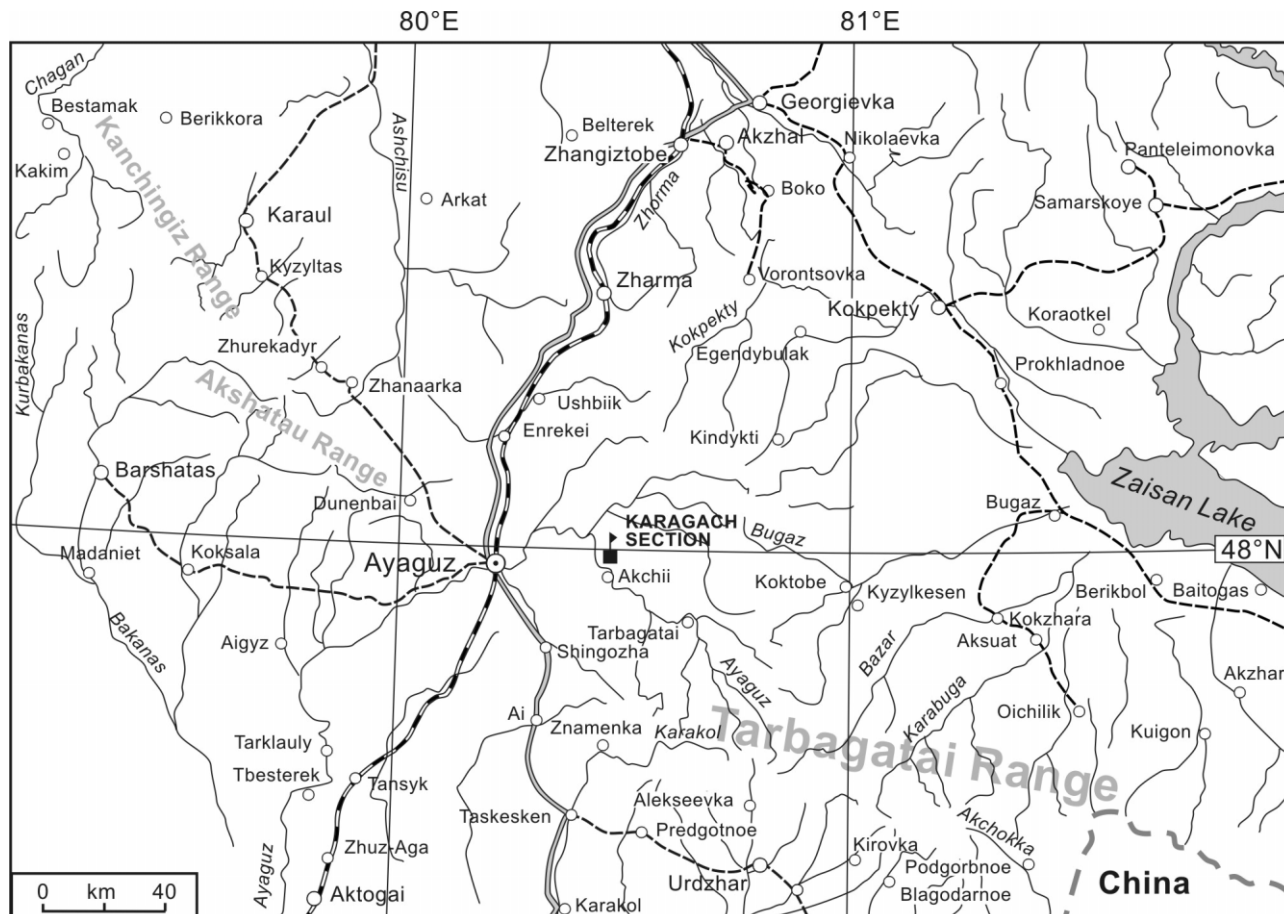 80°E
81°E
Chagan
Bestamak
Berikkora
Kakim
Kanchingiz Range
Ashchisu
Belterek
Zhangiztobe
Georgievka
Akzhal
Nikolaevka
Panteleimonovka
Boko
Zhorma
Arkat
Samarskoye
Karaul
Kyzyltas
Kurbakanas
Zharma
Vorontsovka
Kokpekty
Kokpekty
Koraotkel
Egendybulak
Zhurekadyr
Zhanaarka
Prokhladnoe
Akshatau Range
Ushbiik
Enrekei
Kindykti
Barshatas
Dunenbai
Zaisan Lake
Bugaz
KARAGACH
SECTION
Bugaz
48°N
Madaniet
Koksala
Ayaguz
Akchii
Koktobe
Kyzylkesen
Berikbol
Baitogas
Bakanas
Aigyz
Tarbagatai
Shingozha
Bazar
Kokzhara
Aksuat
Ayaguz
Karabuga
Akzhar
Ai
Znamenka
Karakol
Oichilik
Kuigon
Tarklauly
Tbesterek
Tansyk
Tarbagatai Range
Taskesken
Alekseevka
Predgotnoe
Akchokka
Zhuz-Aga
Kirovka
Podgorbnoe
Urdzhar
Blagodarnoe
China
0 km 40
Ayaguz
Aktogai
Karakol